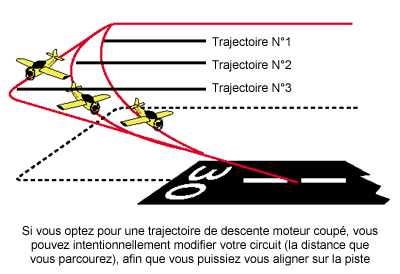 Trajectoire N°1
Trajectoire N°2
Trajectoire N°3
30
Si vous optez pour une trajectoire de descente moteur coupé, vous
pouvez intentionnellement modifier votre circuit (la distance que
vous parcourez), afin que vous puissiez vous aligner sur la piste